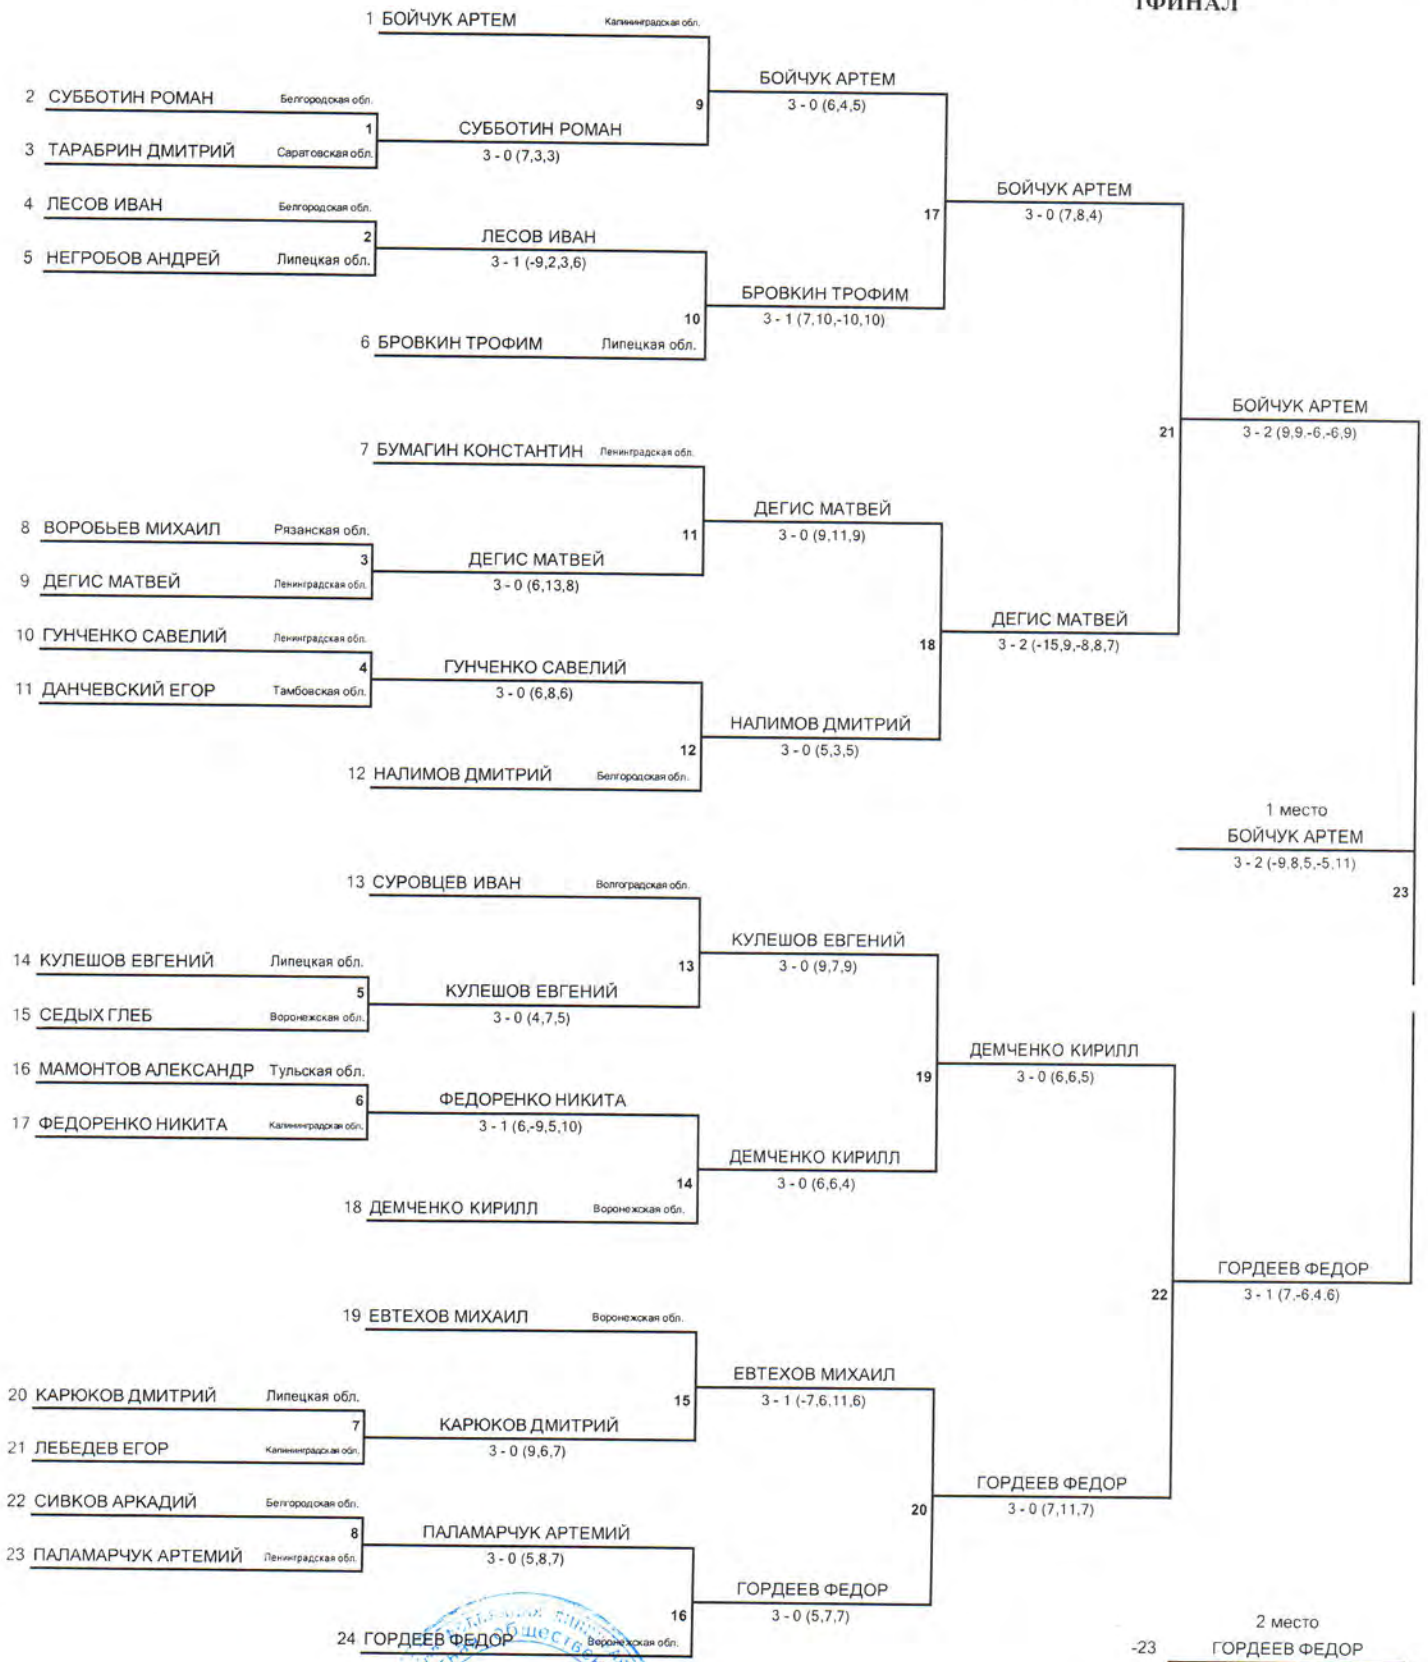 1ФИНАЛ
1 БОЙЧУК АРТЕМ Калининградская обл.
БОЙЧУК АРТЕМ
3 - 0 (6,4,5)
9
2 СУББОТИН РОМАН Белгородская обл.
1
СУББОТИН РОМАН
3 - 0 (7,3,3)
3 ТАРАБРИН ДМИТРИЙ Саратовская обл.
БОЙЧУК АРТЕМ
3 - 0 (7,8,4)
17
4 ЛЕСОВ ИВАН Белгородская обл.
2
ЛЕСОВ ИВАН
3 - 1 (-9,2,3,6)
5 НЕГРОБОВ АНДРЕЙ Липецкая обл.
БРОВКИН ТРОФИМ
3 - 1 (7,10,-10,10)
10
6 БРОВКИН ТРОФИМ Липецкая обл.
БОЙЧУК АРТЕМ
3 - 2 (9,9,-6,-6,9)
21
7 БУМАГИН КОНСТАНТИН Ленинградская обл.
ДЕГИС МАТВЕЙ
3 - 0 (9,11,9)
11
8 ВОРОБЬЕВ МИХАИЛ Рязанская обл.
3
ДЕГИС МАТВЕЙ
3 - 0 (6,13,8)
9 ДЕГИС МАТВЕЙ Ленинградская обл.
ДЕГИС МАТВЕЙ
3 - 2 (-15,9,-8,8,7)
18
10 ГУНЧЕНКО САВЕЛИЙ Ленинградская обл.
4
ГУНЧЕНКО САВЕЛИЙ
3 - 0 (6,8,6)
11 ДАНЧЕВСКИЙ ЕГОР Тамбовская обл.
НАЛИМОВ ДМИТРИЙ
3 - 0 (5,3,5)
12
12 НАЛИМОВ ДМИТРИЙ Белгородская обл.
1 место
БОЙЧУК АРТЕМ
3 - 2 (-9,8,5,-5,11)
23
13 СУРОВЦЕВ ИВАН Волгоградская обл.
КУЛЕШОВ ЕВГЕНИЙ
3 - 0 (9,7,9)
13
14 КУЛЕШОВ ЕВГЕНИЙ Липецкая обл.
5
КУЛЕШОВ ЕВГЕНИЙ
3 - 0 (4,7,5)
15 СЕДЫХ ГЛЕБ Воронежская обл.
ДЕМЧЕНКО КИРИЛЛ
3 - 0 (6,6,5)
19
16 МАМОНТОВ АЛЕКСАНДР Тульская обл.
6
ФЕДОРЕНКО НИКИТА
3 - 1 (6,-9,5,10)
17 ФЕДОРЕНКО НИКИТА Калининградская обл.
ДЕМЧЕНКО КИРИЛЛ
3 - 0 (6,6,4)
14
18 ДЕМЧЕНКО КИРИЛЛ Воронежская обл.
ГОРДЕЕВ ФЕДОР
3 - 1 (7,-6,4,6)
22
19 ЕВТЕХОВ МИХАИЛ Воронежская обл.
ЕВТЕХОВ МИХАИЛ
3 - 1 (-7,6,11,6)
15
20 КАРЮКОВ ДМИТРИЙ Липецкая обл.
7
КАРЮКОВ ДМИТРИЙ
3 - 0 (9,6,7)
21 ЛЕБЕДЕВ ЕГОР Калининградская обл.
ГОРДЕЕВ ФЕДОР
3 - 0 (7,11,7)
20
22 СИВКОВ АРКАДИЙ Белгородская обл.
8
ПАЛАМАРЧУК АРТЕМИЙ
3 - 0 (5,8,7)
23 ПАЛАМАРЧУК АРТЕМИЙ Ленинградская обл.
ГОРДЕЕВ ФЕДОР
3 - 0 (5,7,7)
16
24 ГОРДЕЕВ ФЕДОР Воронежская обл.
2 место
-23 ГОРДЕЕВ ФЕДОР